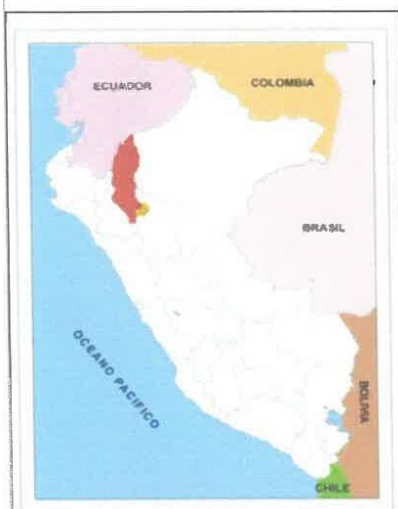 ECUADOR
COLOMBIA
BRASIL
OCEANO PACIFICO
BOLIVIA
CHILE